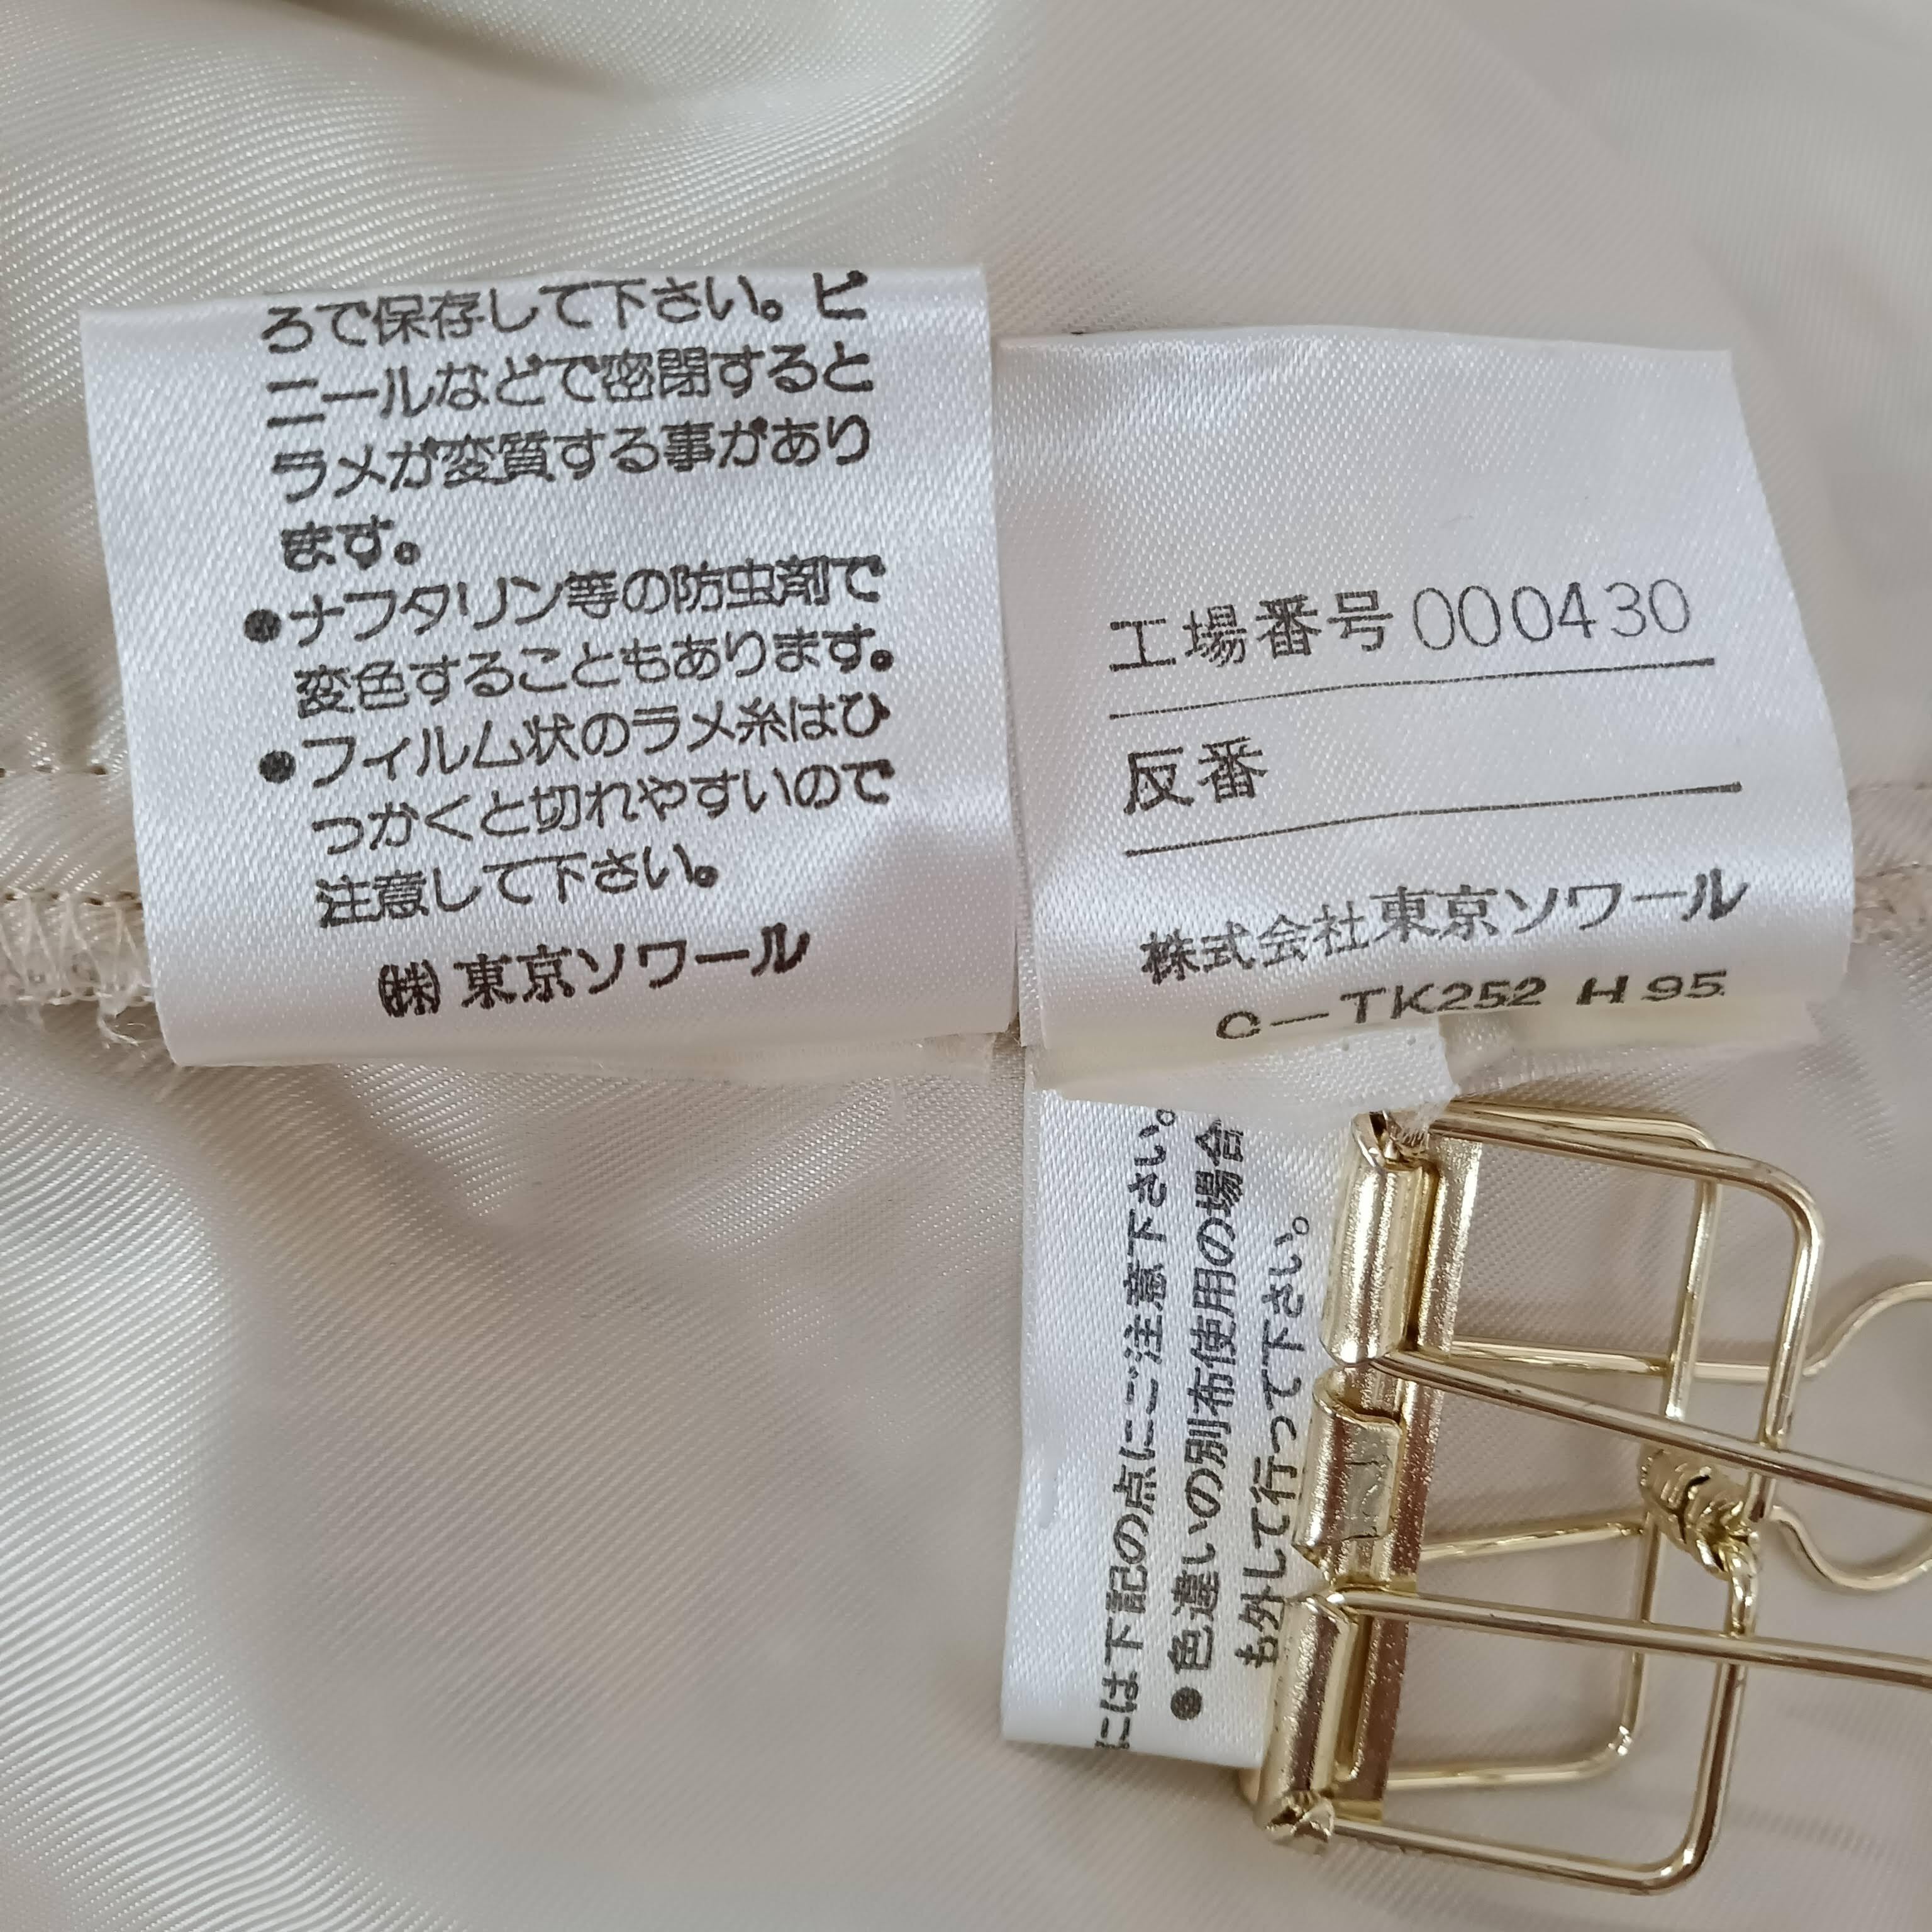 ろで保存して下さい。ビ
ニールなどで密閉すると
ラメが変質する事があり
ます。
●ナフタリン等の防虫剤で
変色することもあります。
●フィルム状のラメ糸はひ
っかくと切れやすいので
注意して下さい。
㈱東京ソワール
工場番号000430
反番
株式会社東京ソワール
C-TK252 H95
には下記の点にご注意下さい。
●色違いの別布使用の場合
も外して行って下さい。